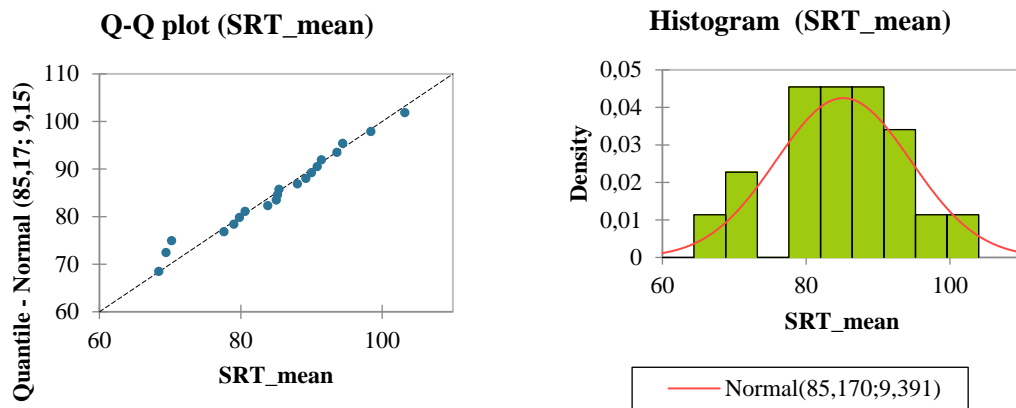 Q-Q plot (SRT_mean)
Quantile - Normal (85,17; 9,15)
110
100
90
80
70
60
60 80 100
SRT_mean
Histogram (SRT_mean)
Density
0,05
0,04
0,03
0,02
0,01
0
60 80 100
SRT_mean
Normal(85,170;9,391)